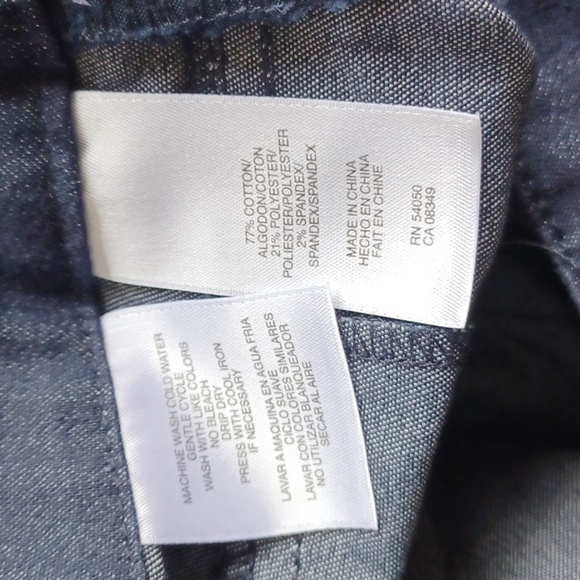 77% COTTON/
ALGODON/COTON
21% POLYESTER/
POLIESTER/POLYESTER
2% SPANDEX/
SPANDEX/SPANDEX
MADE IN CHINA
HECHO EN CHINA
FAIT EN CHINE
RN 54050
CA 08349
MACHINE WASH COLD WATER
GENTLE CYCLE
WASH WITH LIKE COLORS
NO BLEACH
DRIP DRY
PRESS WITH COOL IRON
IF NECESSARY
LAVAR A MAQUINA EN AGUA FRIA
CICLO SUAVE
LAVAR CON COLORES SIMILARES
NO UTILIZAR BLANQUEADOR
SECAR AL AIRE